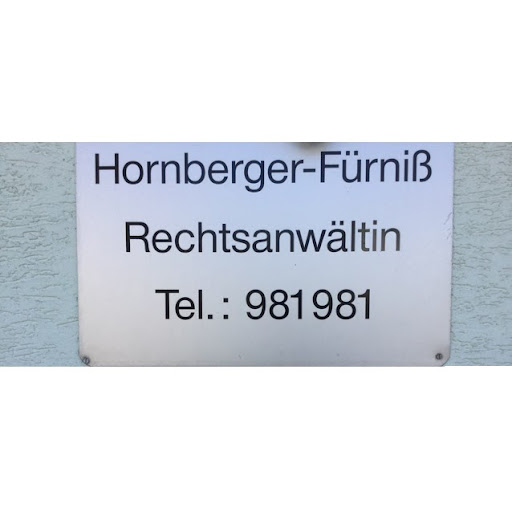 Hornberger-Fürniß
Rechtsanwältin
Tel.: 981981